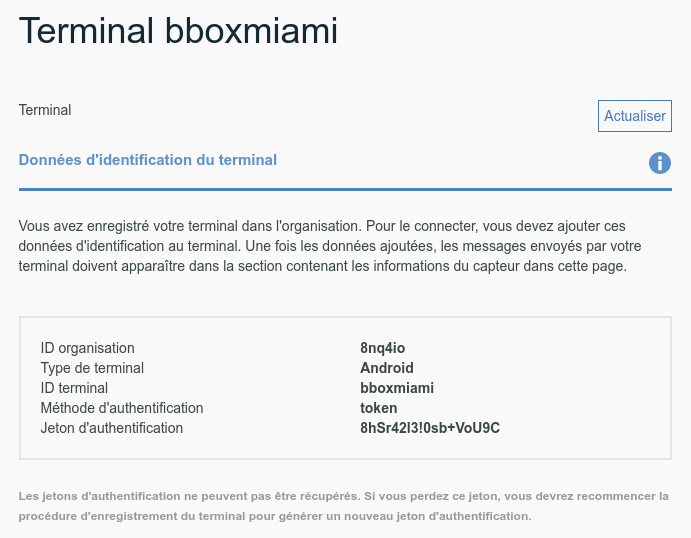 Terminal bboxmiami
Terminal
Actualiser
Données d'identification du terminal
Vous avez enregistré votre terminal dans l'organisation. Pour le connecter, vous devez ajouter ces
données d'identification au terminal. Une fois les données ajoutées, les messages envoyés par votre
terminal doivent apparaître dans la section contenant les informations du capteur dans cette page.
ID organisation 8nq4io
Type de terminal Android
ID terminal bboxmiami
Méthode d'authentification token
Jeton d'authentification 8hSr42I3!0sb+VoU9C
Les jetons d'authentification ne peuvent pas être récupérés. Si vous perdez ce jeton, vous devrez recommencer la
procédure d'enregistrement du terminal pour générer un nouveau jeton d'authentification.